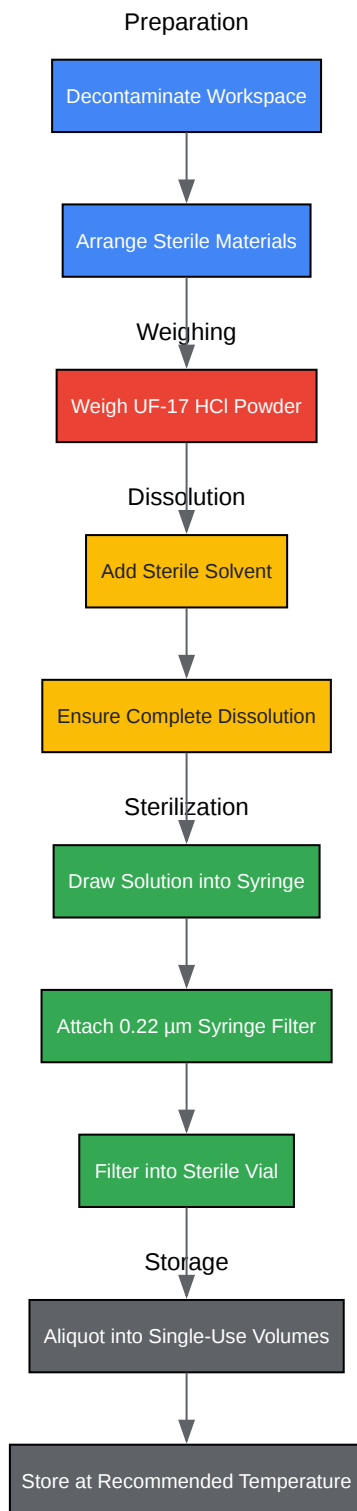 Preparation
Decontaminate Workspace
Arrange Sterile Materials
Weighing
Weigh UF-17 HCl Powder
Dissolution
Add Sterile Solvent
Ensure Complete Dissolution
Sterilization
Draw Solution into Syringe
Attach 0.22 µm Syringe Filter
Filter into Sterile Vial
Storage
Aliquot into Single-Use Volumes
Store at Recommended Temperature